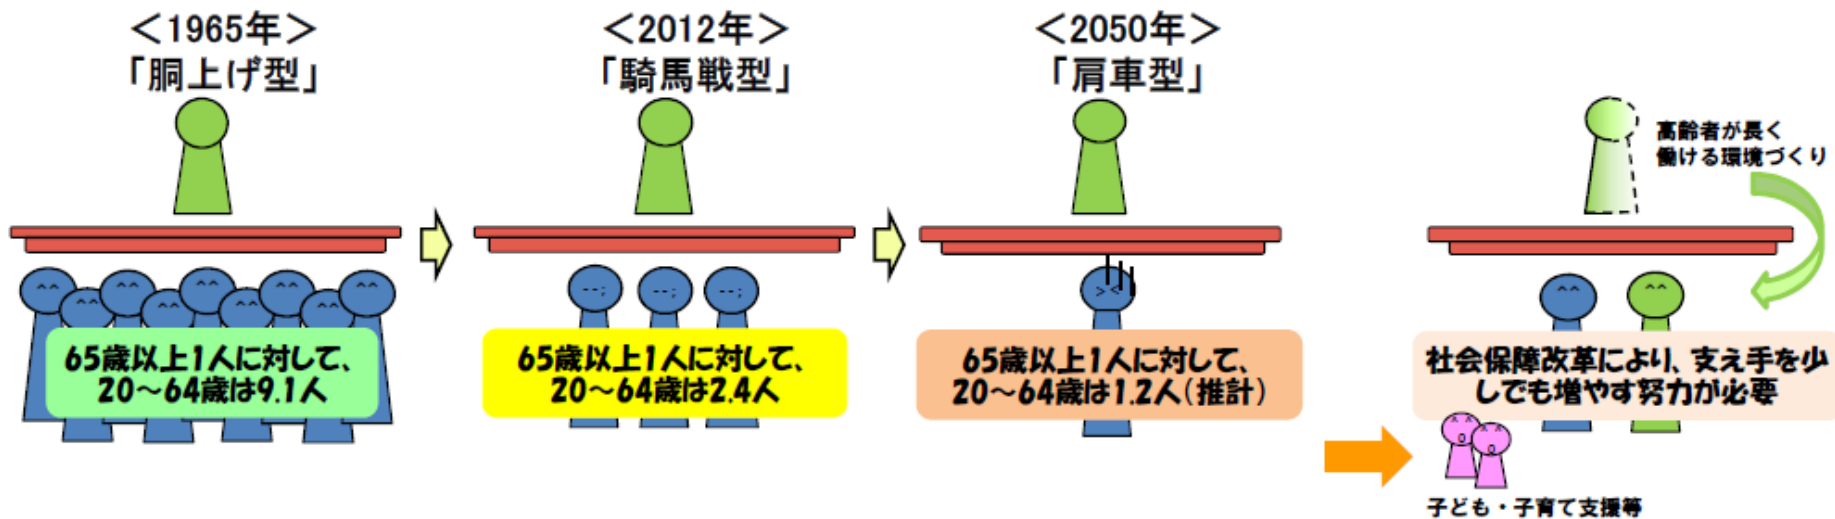 ＜1965年＞
「胴上げ型」
65歳以上1人に対して、
20～64歳は9.1人
＜2012年＞
「騎馬戦型」
--;
--;
--;
65歳以上1人に対して、
20～64歳は2.4人
＜2050年＞
「肩車型」
><
65歳以上1人に対して、
20～64歳は1.2人（推計）
高齢者が長く
働ける環境づくり
社会保障改革により、支え手を少
しでも増やす努力が必要
子ども・子育て支援等